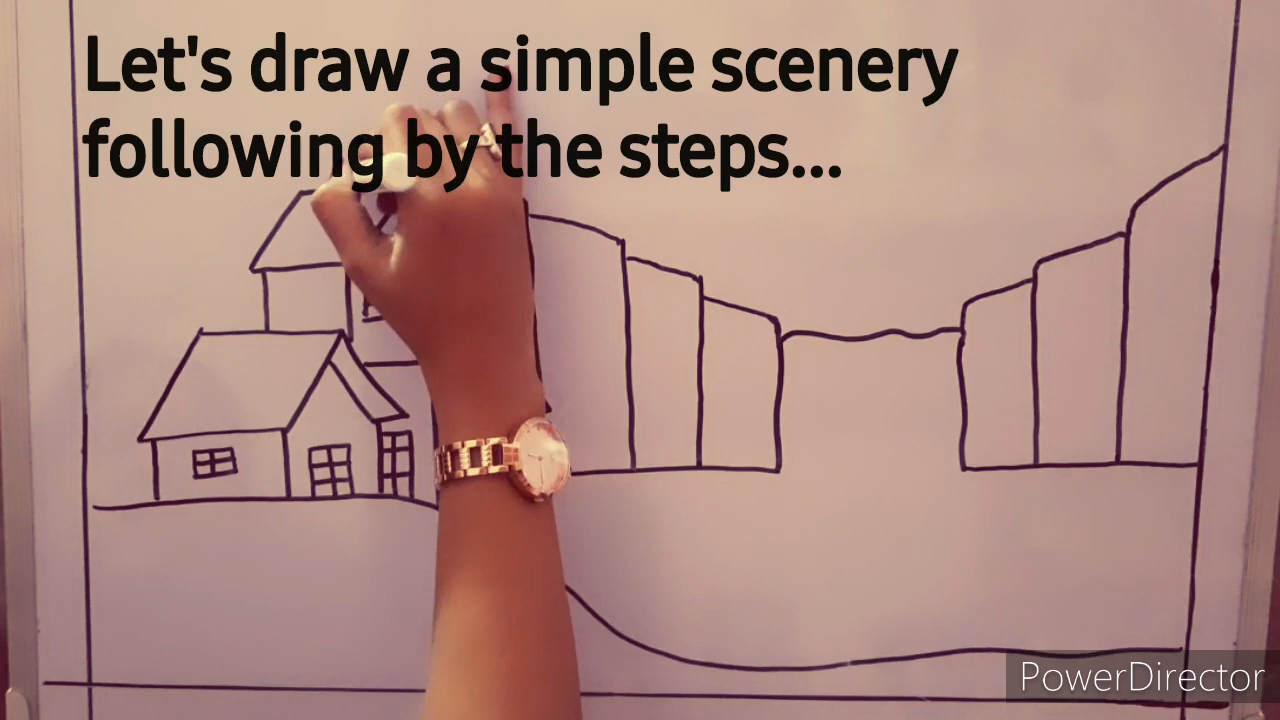 Let's draw a simple scenery
following by the steps...
PowerDirector